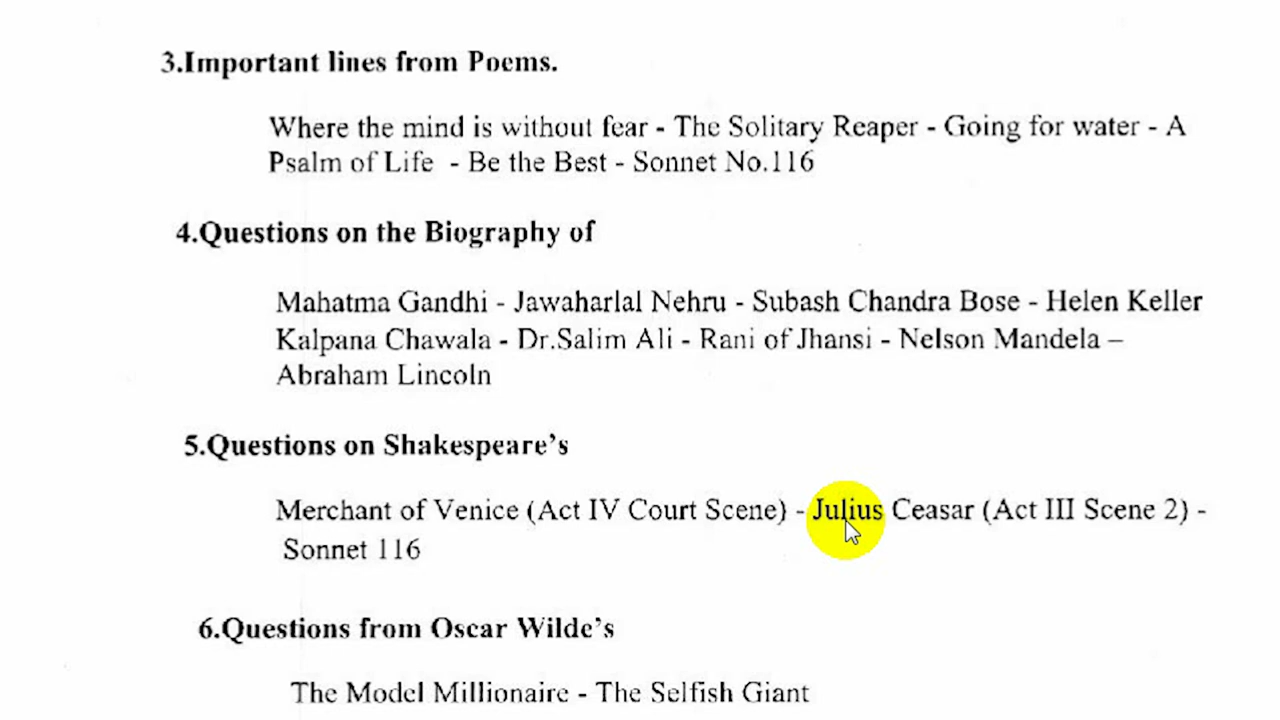 3.Important lines from Poems.
Where the mind is without fear - The Solitary Reaper - Going for water - A
Psalm of Life - Be the Best - Sonnet No.116
4.Questions on the Biography of
Mahatma Gandhi - Jawaharlal Nehru - Subash Chandra Bose - Helen Keller
Kalpana Chawala - Dr.Salim Ali - Rani of Jhansi - Nelson Mandela –
Abraham Lincoln
5.Questions on Shakespeare's
Merchant of Venice (Act IV Court Scene) - Julius Ceasar (Act III Scene 2) -
Sonnet 116
6.Questions from Oscar Wilde's
The Model Millionaire - The Selfish Giant